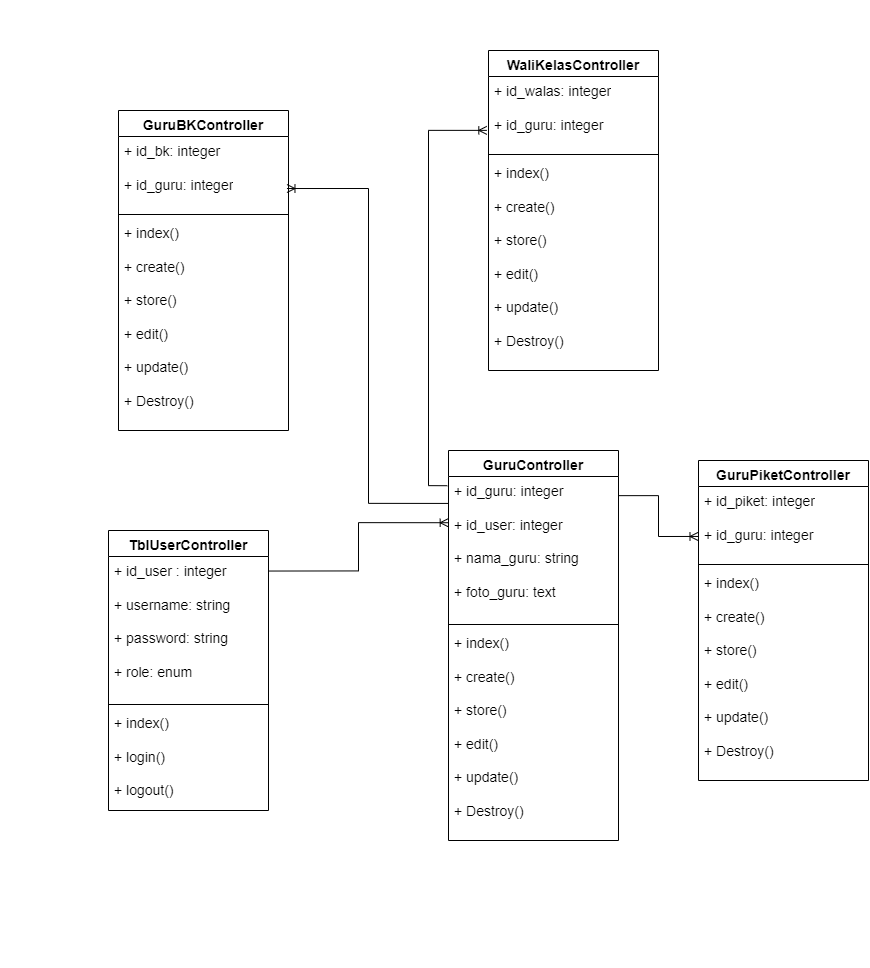 WaliKelasController
+ id_walas: integer
+ id_guru: integer
+ index()
+ create()
+ store()
+ edit()
+ update()
+ Destroy()
GuruBKController
+ id_bk: integer
+ id_guru: integer
+ index()
+ create()
+ store()
+ edit()
+ update()
+ Destroy()
GuruController
+ id_guru: integer
+ id_user: integer
+ nama_guru: string
+ foto_guru: text
+ index()
+ create()
+ store()
+ edit()
+ update()
+ Destroy()
GuruPiketController
+ id_piket: integer
+ id_guru: integer
+ index()
+ create()
+ store()
+ edit()
+ update()
+ Destroy()
TblUserController
+ id_user : integer
+ username: string
+ password: string
+ role: enum
+ index()
+ login()
+ logout()